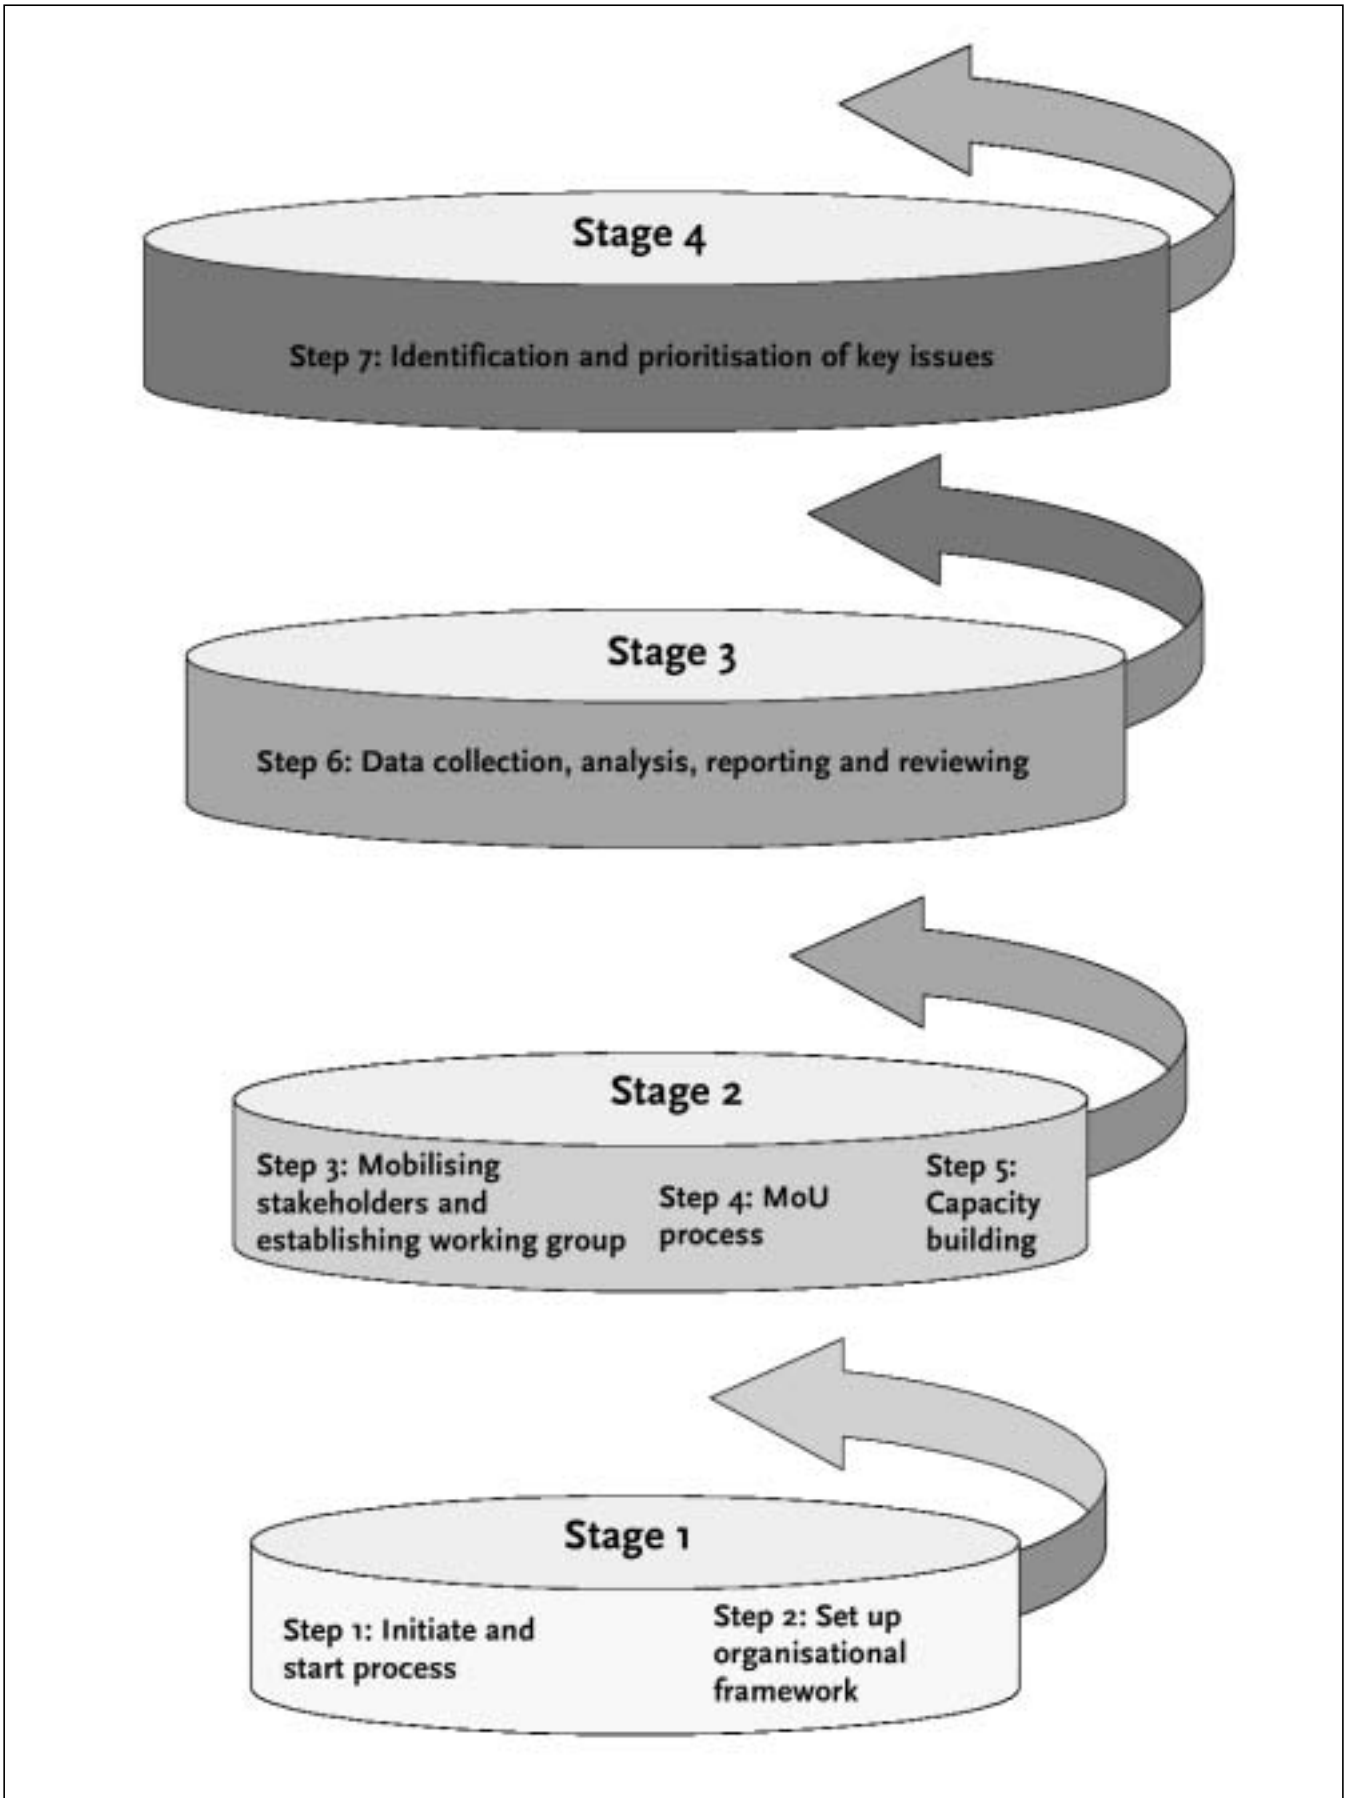 Stage 4
Step 7: Identification and prioritisation of key issues
Stage 3
Step 6: Data collection, analysis, reporting and reviewing
Stage 2
Step 3: Mobilising
stakeholders and
establishing working group
Step 4: MoU
process
Step 5:
Capacity
building
Stage 1
Step 1: Initiate and
start process
Step 2: Set up
organisational
framework